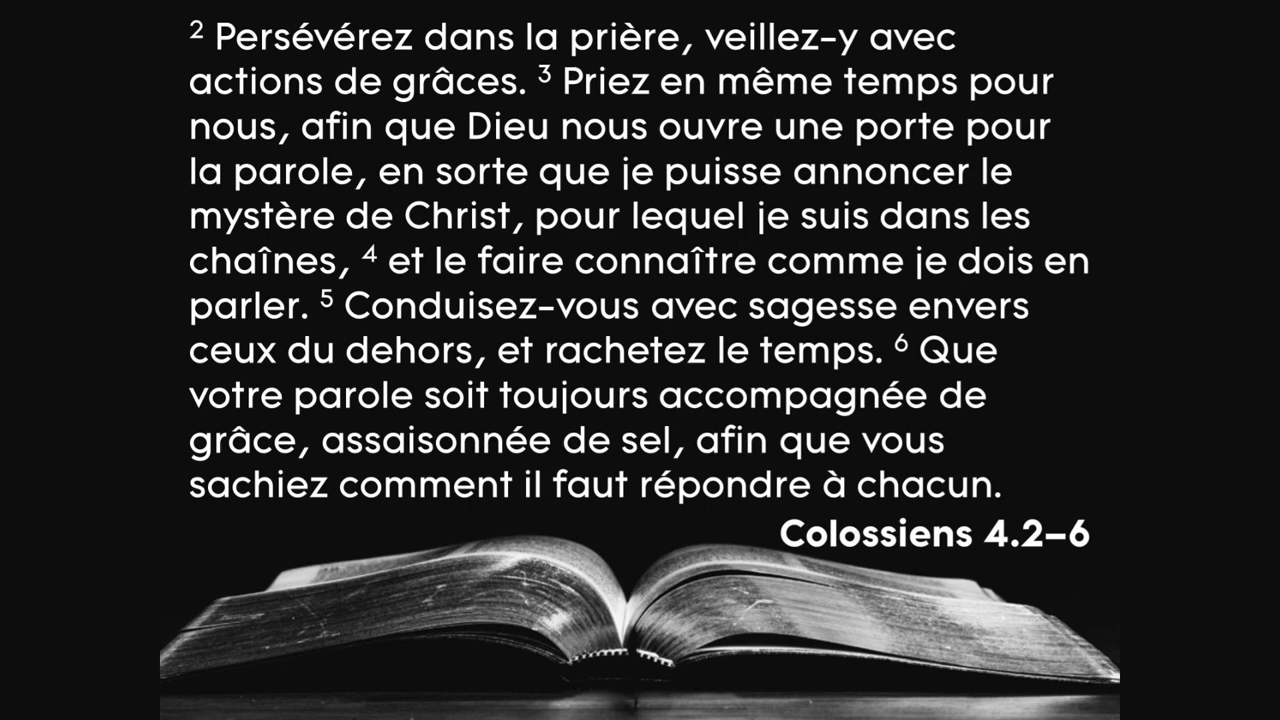 ² Persévérez dans la prière, veillez-y avec
actions de grâces. ³ Priez en même temps pour
nous, afin que Dieu nous ouvre une porte pour
la parole, en sorte que je puisse annoncer le
mystère de Christ, pour lequel je suis dans les
chaînes, ⁴ et le faire connaître comme je dois en
parler. ⁵ Conduisez-vous avec sagesse envers
ceux du dehors, et rachetez le temps. ⁶ Que
votre parole soit toujours accompagnée de
grâce, assaisonnée de sel, afin que vous
sachiez comment il faut répondre à chacun.
Colossiens 4.2–6